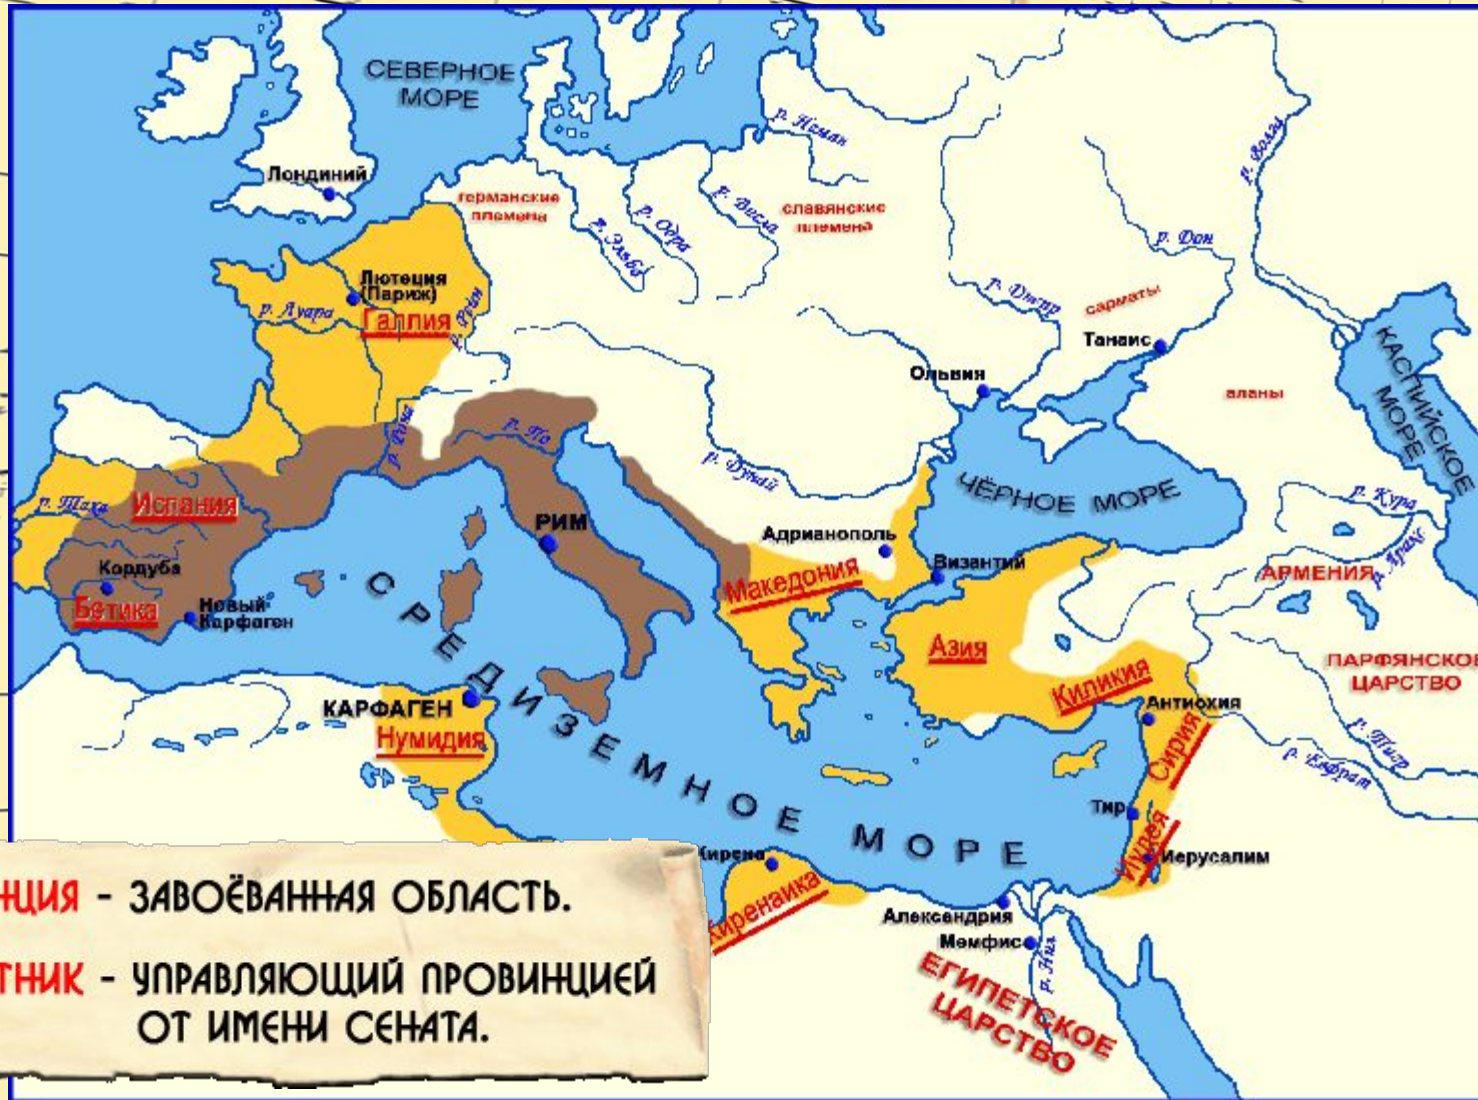 СЕВЕРНОЕ
МОРЕ
р. Неман
р. Волга
Лондиний
германские
племена
р. Эльба
р. Одра
р. Висла
славянские
племена
р. Дон
Лютеция
(Париж)
р. Луара
Галлия
р. Рейн
р. Днепр
сарматы
Танаис
КАСПИЙСКОЕ
МОРЕ
Ольвия
аланы
р. Рона
р. По
р. Дунай
ЧЁРНОЕ МОРЕ
р. Тахо
Испания
РИМ
Адрианополь
р. Кура
р. Аракс
Кордуба
Бетика
Новый
Карфаген
Македония
Византий
АРМЕНИЯ
Азия
Киликия
ПАРФЯНСКОЕ
ЦАРСТВО
СРЕДИЗЕМНОЕ МОРЕ
КАРФАГЕН
Нумидия
Антиохия
Сирия
р. Тигр
р. Евфрат
Тир
Иудея
Иерусалим
Кирена
Киренаика
Александрия
Мемфис
р. Нил
ЕГИПЕТСКОЕ
ЦАРСТВО
НЦИЯ - ЗАВОЁВАННАЯ ОБЛАСТЬ.
ТНИК - УПРАВЛЯЮЩИЙ ПРОВИНЦИЕЙ
ОТ ИМЕНИ СЕНАТА.